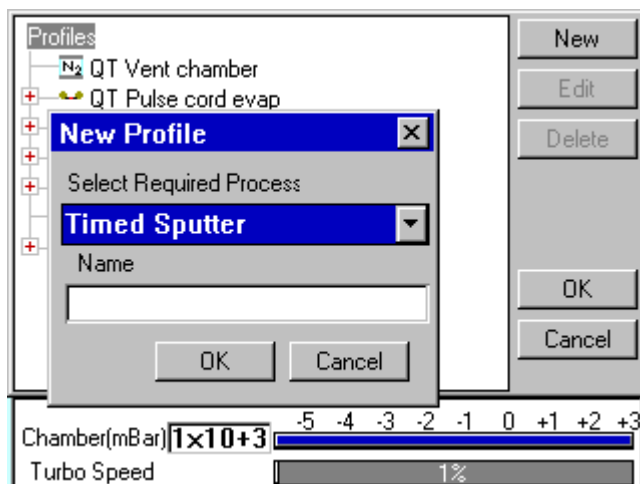 Profiles
New
N₂ QT Vent chamber
QT Pulse cord evap
Edit
New Profile
Delete
Select Required Process
Timed Sputter
Name
OK
Cancel
OK
Cancel
-5 -4 -3 -2 -1 0 +1 +2 +3
Chamber(mBar) 1x10+3
Turbo Speed 1%